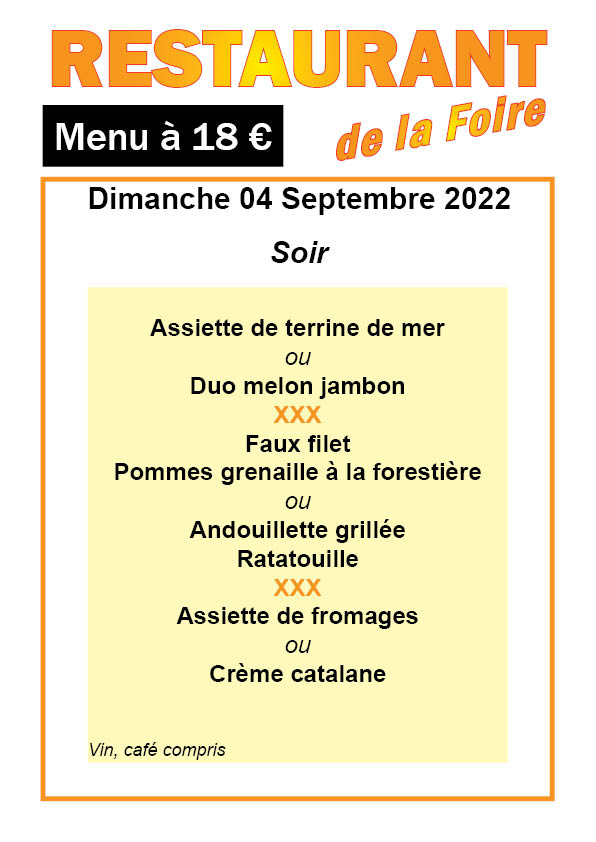 RESTAURANT
de la Foire
Menu à 18 €
Dimanche 04 Septembre 2022
Soir
Assiette de terrine de mer
ou
Duo melon jambon
XXX
Faux filet
Pommes grenaille à la forestière
ou
Andouillette grillée
Ratatouille
XXX
Assiette de fromages
ou
Crème catalane
Vin, café compris